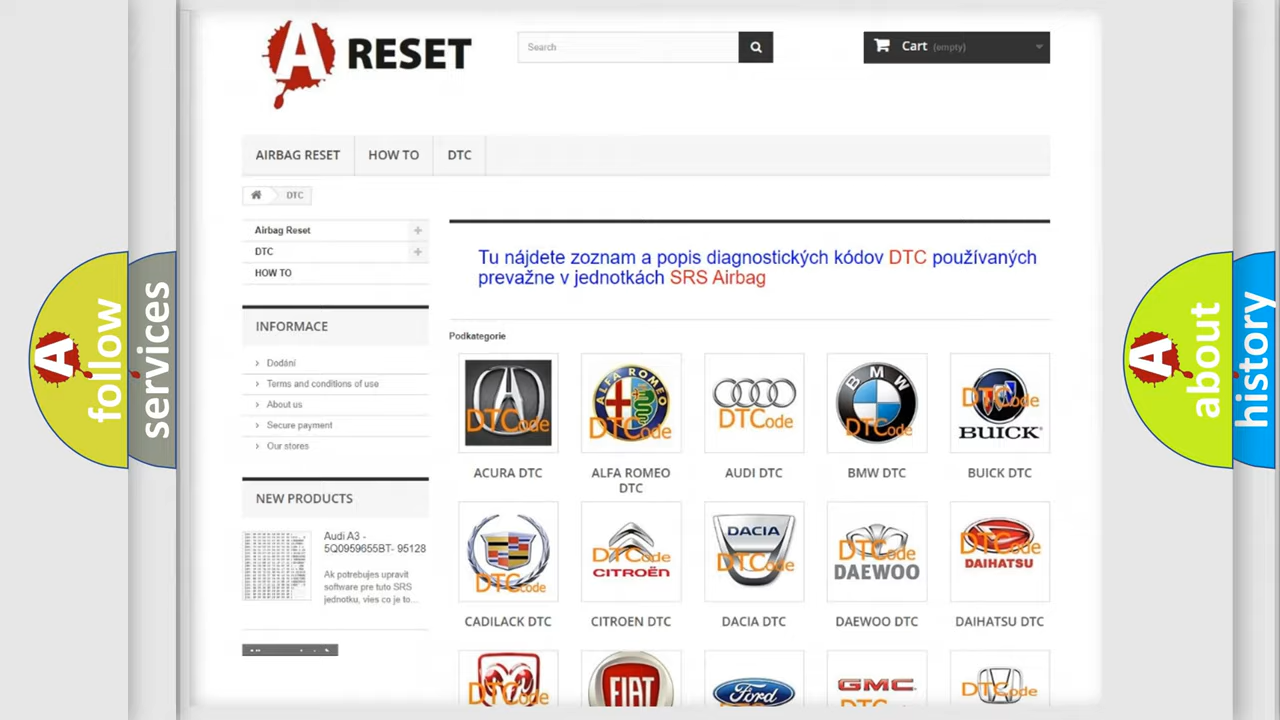 A RESET
Search
Cart (empty)
AIRBAG RESET
HOW TO
DTC
DTC
Airbag Reset
DTC
HOW TO
INFORMACE
Dodání
Terms and conditions of use
About us
Secure payment
Our stores
NEW PRODUCTS
Audi A3 -
5Q0959655BT- 95128
Ak potrebujes upravit
software pre tuto SRS
jednotku, vies co je to...
Tu nájdete zoznam a popis diagnostických kódov DTC používaných
prevažne v jednotkách SRS Airbag
Podkategorie
DTCode
ALFA ROMEO
DTCode
DTCode
BMW
DTCode
DTCode
BUICK
ACURA DTC
ALFA ROMEO
DTC
AUDI DTC
BMW DTC
BUICK DTC
DTCode
DTCode
CITROËN
DACIA
DTCode
DTCode
DAEWOO
DTCode
DAIHATSU
CADILACK DTC
CITROEN DTC
DACIA DTC
DAEWOO DTC
DAIHATSU DTC
DTCode
FIAT
Ford
GMC
DTCode
A follow
services
A about
history